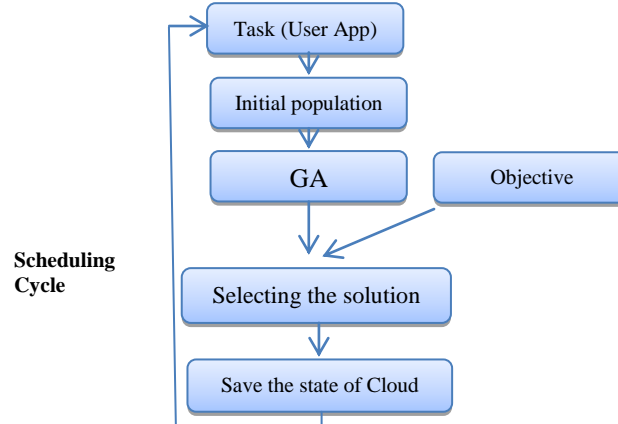 Task (User App)
Initial population
GA
Objective
Scheduling
Cycle
Selecting the solution
Save the state of Cloud